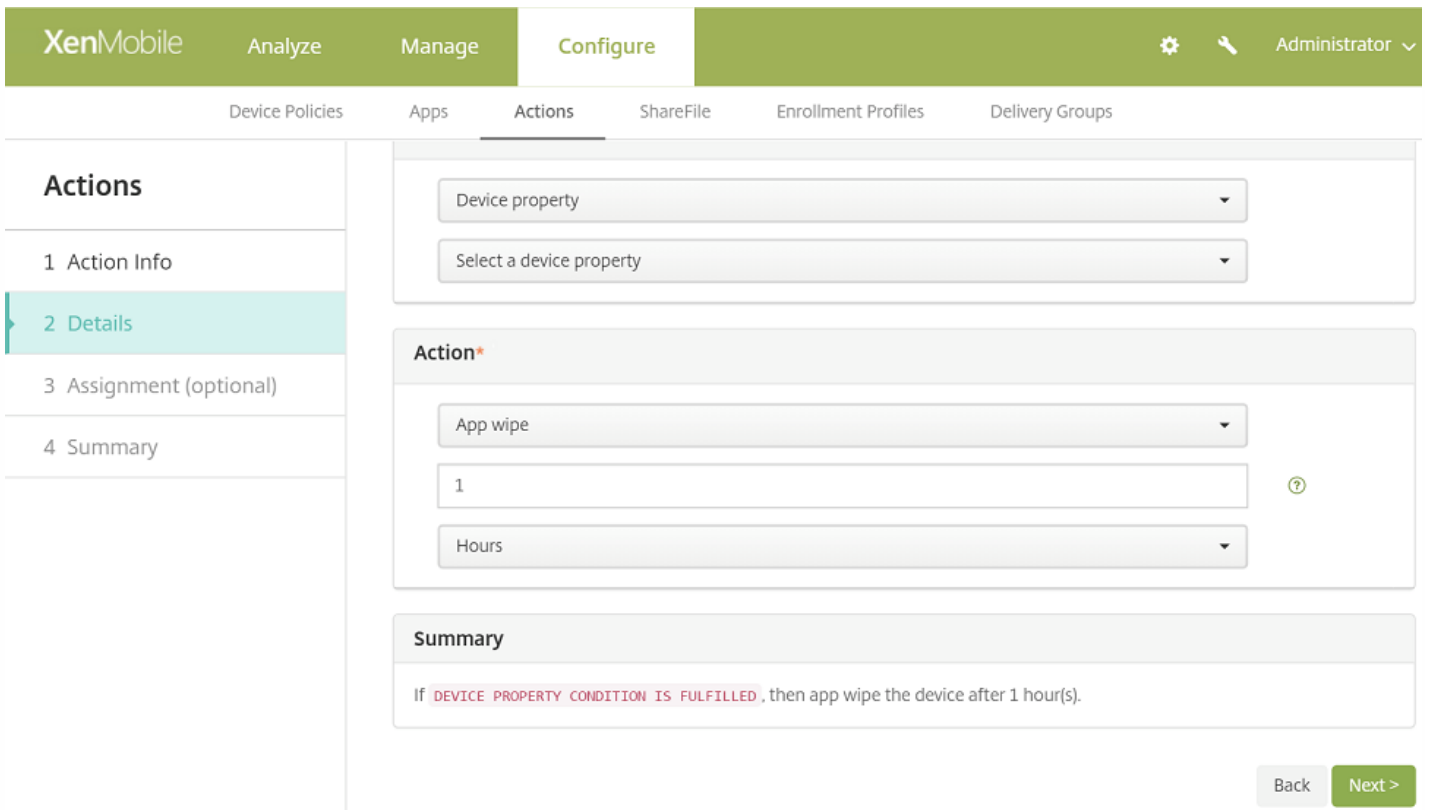 XenMobile Analyze Manage Configure Administrator
Device Policies Apps Actions ShareFile Enrollment Profiles Delivery Groups
Actions
1 Action Info
2 Details
3 Assignment (optional)
4 Summary
Device property
Select a device property
Action*
App wipe
1
?
Hours
Summary
If DEVICE PROPERTY CONDITION IS FULFILLED, then app wipe the device after 1 hour(s).
Back Next >